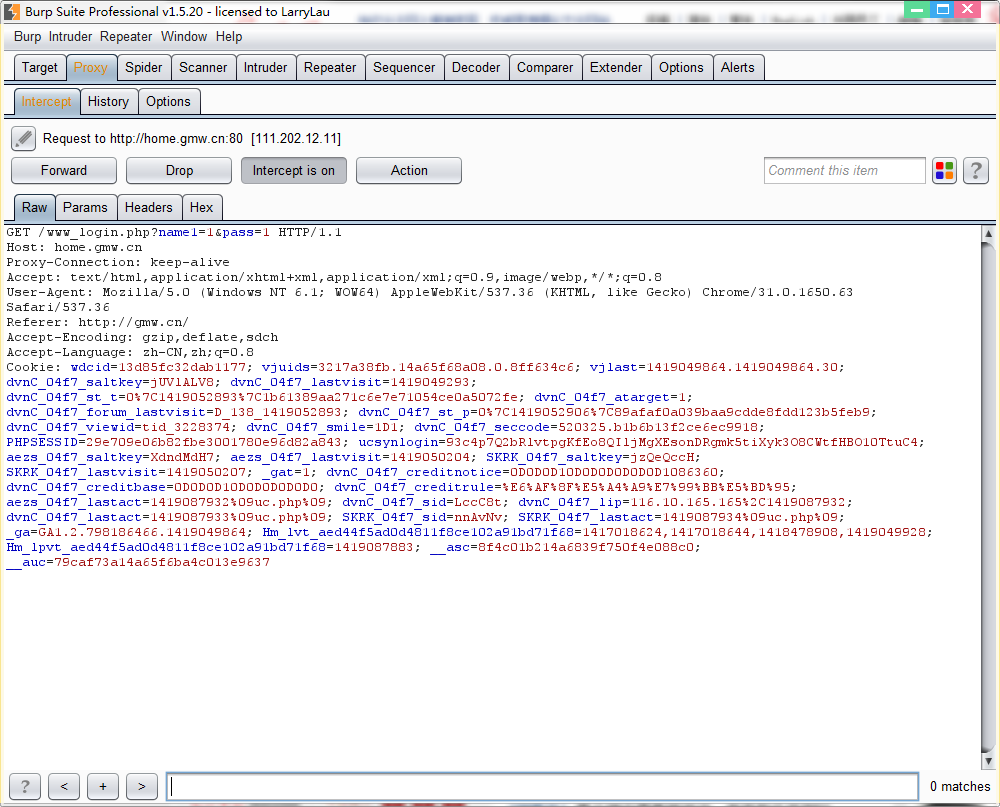 Burp Suite Professional v1.5.20 - licensed to LarryLau
Burp Intruder Repeater Window Help
Target Proxy Spider Scanner Intruder Repeater Sequencer Decoder Comparer Extender Options Alerts
Intercept History Options
Request to http://home.gmw.cn:80 [111.202.12.11]
Forward Drop Intercept is on Action Comment this item ?
Raw Params Headers Hex
GET /www_login.php?name1=1&pass=1 HTTP/1.1
Host: home.gmw.cn
Proxy-Connection: keep-alive
Accept: text/html,application/xhtml+xml,application/xml;q=0.9,image/webp,*/*;q=0.8
User-Agent: Mozilla/5.0 (Windows NT 6.1; WOW64) AppleWebKit/537.36 (KHTML, like Gecko) Chrome/31.0.1650.63
Safari/537.36
Referer: http://gmw.cn/
Accept-Encoding: gzip,deflate,sdch
Accept-Language: zh-CN,zh;q=0.8
Cookie: wdcid=13d85fc32dab1177; vjuids=3217a38fb.14a65f68a08.0.8ff634c6; vjlast=1419049864.1419049864.30;
dvnC_04f7_saltkey=jUVlALV8; dvnC_04f7_lastvisit=1419049293;
dvnC_04f7_st_t=0%7C1419052893%7C1b61389aa271c6e7e71054ce0a5072fe; dvnC_04f7_atarget=1;
dvnC_04f7_forum_lastvisit=D_138_1419052893; dvnC_04f7_st_p=0%7C1419052906%7C89afaf0a039baa9cdde8fdd123b5feb9;
dvnC_04f7_viewid=tid_3228374; dvnC_04f7_smile=1D1; dvnC_04f7_seccode=520325.b1b6b13f2ce6ec9918;
PHPSESSID=29e709e06b82fbe3001780e96d82a843; ucsynlogin=93c4p7Q2bRlvtpgKfEo8QIljMgXEsonDRgmk5tiXyk3O8CWtfHBO1OTtuC4;
aezs_04f7_saltkey=XdndMdH7; aezs_04f7_lastvisit=1419050204; SKRK_04f7_saltkey=jzQeQccH;
SKRK_04f7_lastvisit=1419050207; _gat=1; dvnC_04f7_creditnotice=0D0D0D10D0D0D0D0D0D1086360;
dvnC_04f7_creditbase=0D0D0D10D0D0D0D0D0; dvnC_04f7_creditrule=%E6%AF%8F%E5%A4%A9%E7%99%BB%E5%BD%95;
aezs_04f7_lastact=1419087932%09uc.php%09; dvnC_04f7_sid=LccC8t; dvnC_04f7_lip=116.10.165.165%2C1419087932;
dvnC_04f7_lastact=1419087933%09uc.php%09; SKRK_04f7_sid=nnAvNv; SKRK_04f7_lastact=1419087934%09uc.php%09;
_ga=GA1.2.798186466.1419049864; Hm_lvt_aed44f5ad0d4811f8ce102a91bd71f68=1417018624,1417018644,1418478908,1419049928;
Hm_lpvt_aed44f5ad0d4811f8ce102a91bd71f68=1419087883; __asc=8f4c01b214a6839f750f4e088c0;
__auc=79caf73a14a65f6ba4c013e9637
? < + > 0 matches